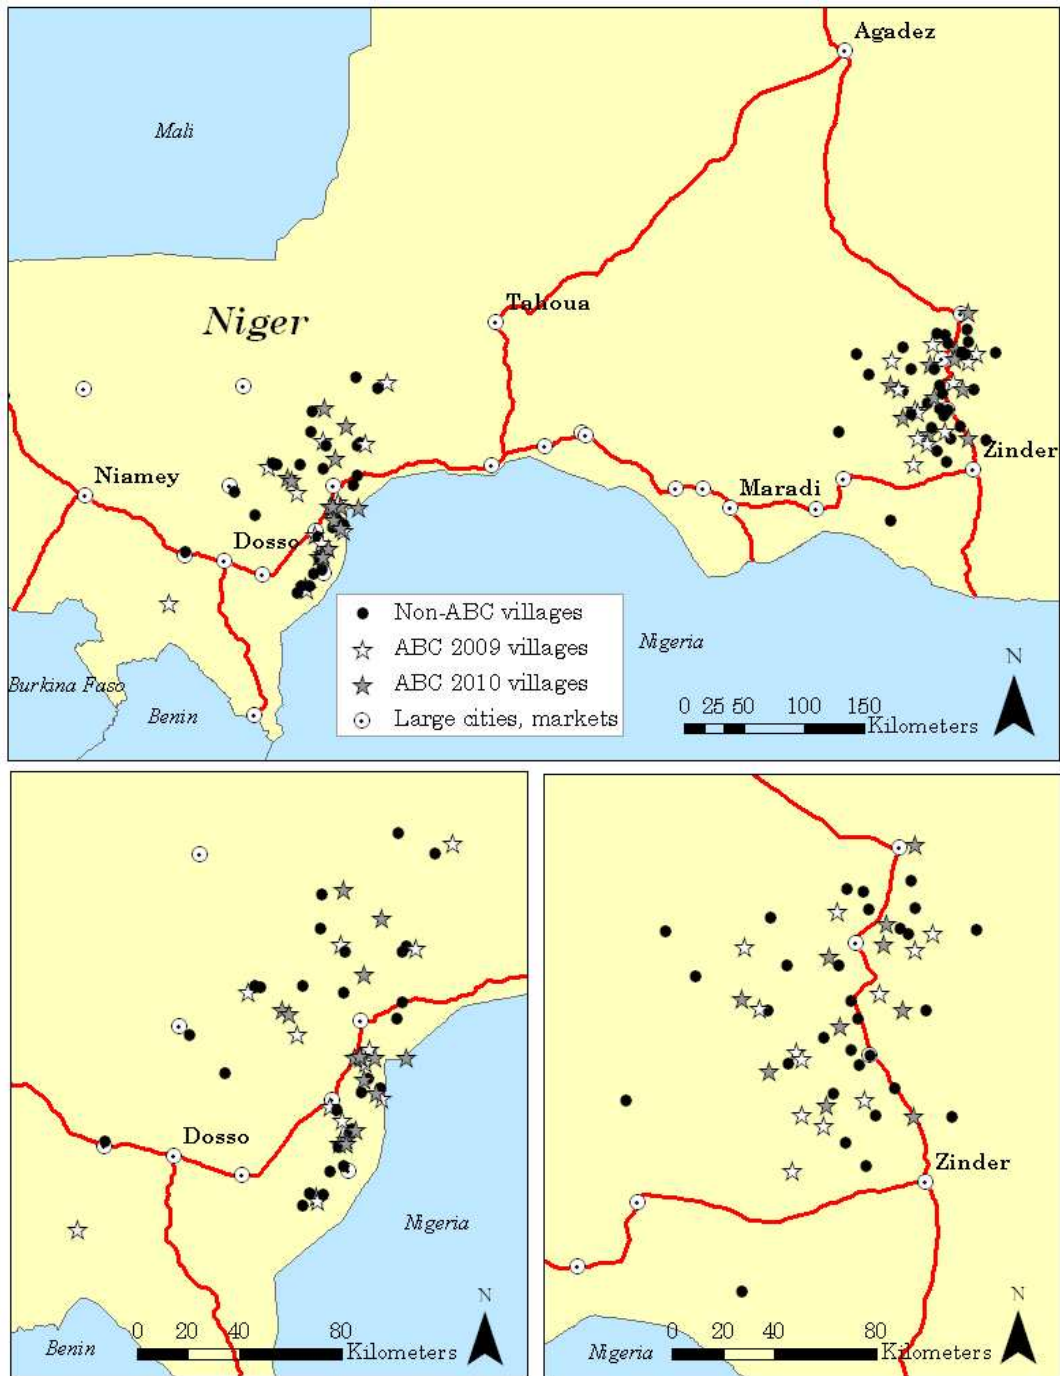 Agadez
Mali
Tahoua
Niger
Niamey
Dosso
Zinder
Maradi
Non-ABC villages
ABC 2009 villages
ABC 2010 villages
Large cities, markets
Nigeria
N
Burkina Faso
Benin
0 25 50 100 150
Kilometers
Dosso
Nigeria
Benin
0 20 40 80
Kilometers
N
Zinder
Nigeria
0 20 40 80
Kilometers
N